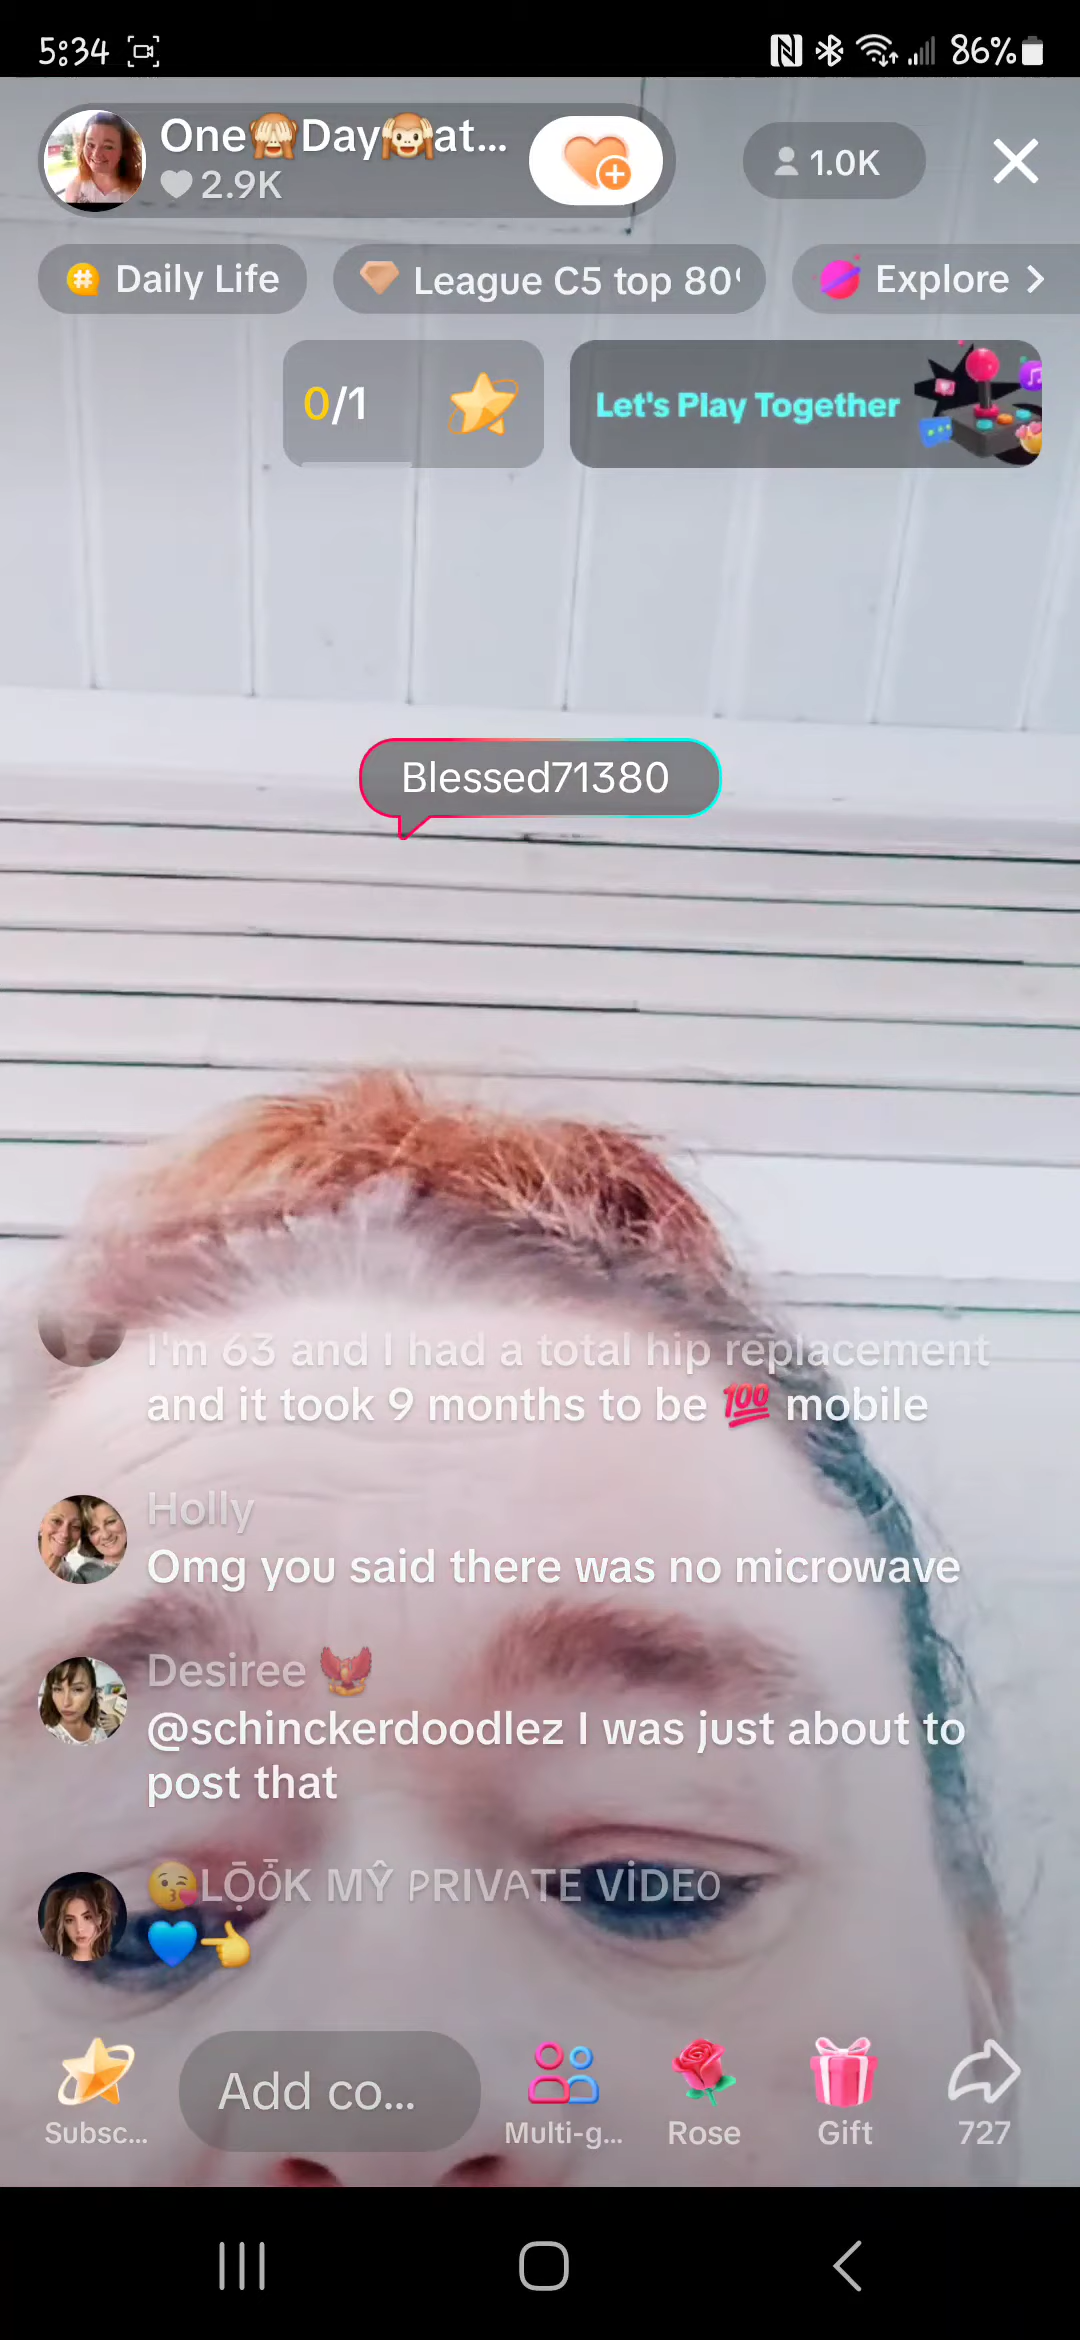 5:34
86%
One🙈Day🙉at...
2.9K
1.0K
Daily Life
League C5 top 80
Explore >
0/1
Let's Play Together
Blessed71380
I'm 63 and I had a total hip replacement
and it took 9 months to be 💯 mobile
Holly
Omg you said there was no microwave
Desiree
@schinckerdoodlez I was just about to
post that
😘LỘŐK MŶ PRIVATE VİDEO
💙👈
Add co...
Subsc...
Multi-g...
Rose
Gift
727